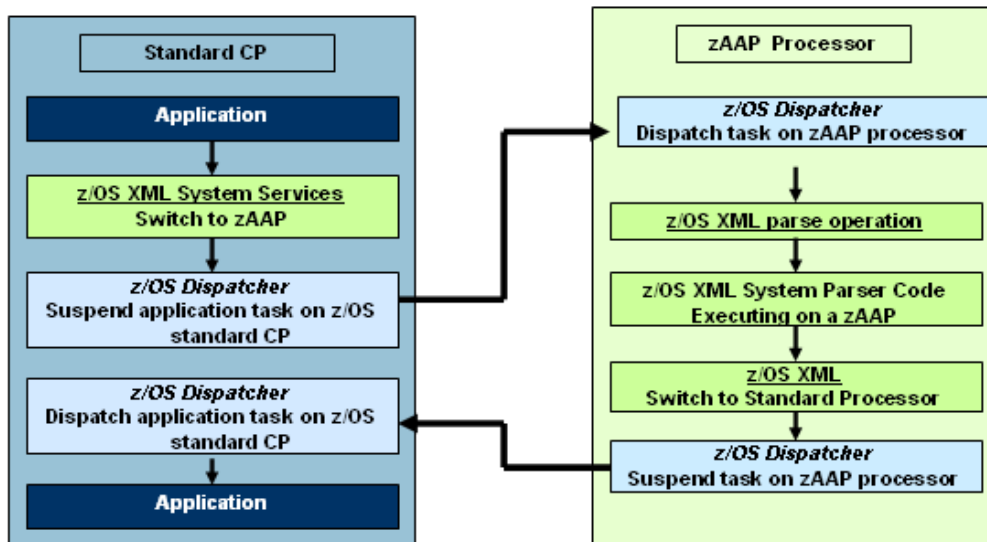 Standard CP
Application
z/OS XML System Services
Switch to zAAP
z/OS Dispatcher
Suspend application task on z/OS
standard CP
z/OS Dispatcher
Dispatch application task on z/OS
standard CP
Application
zAAP Processor
z/OS Dispatcher
Dispatch task on zAAP processor
z/OS XML parse operation
z/OS XML System Parser Code
Executing on a zAAP
z/OS XML
Switch to Standard Processor
z/OS Dispatcher
Suspend task on zAAP processor